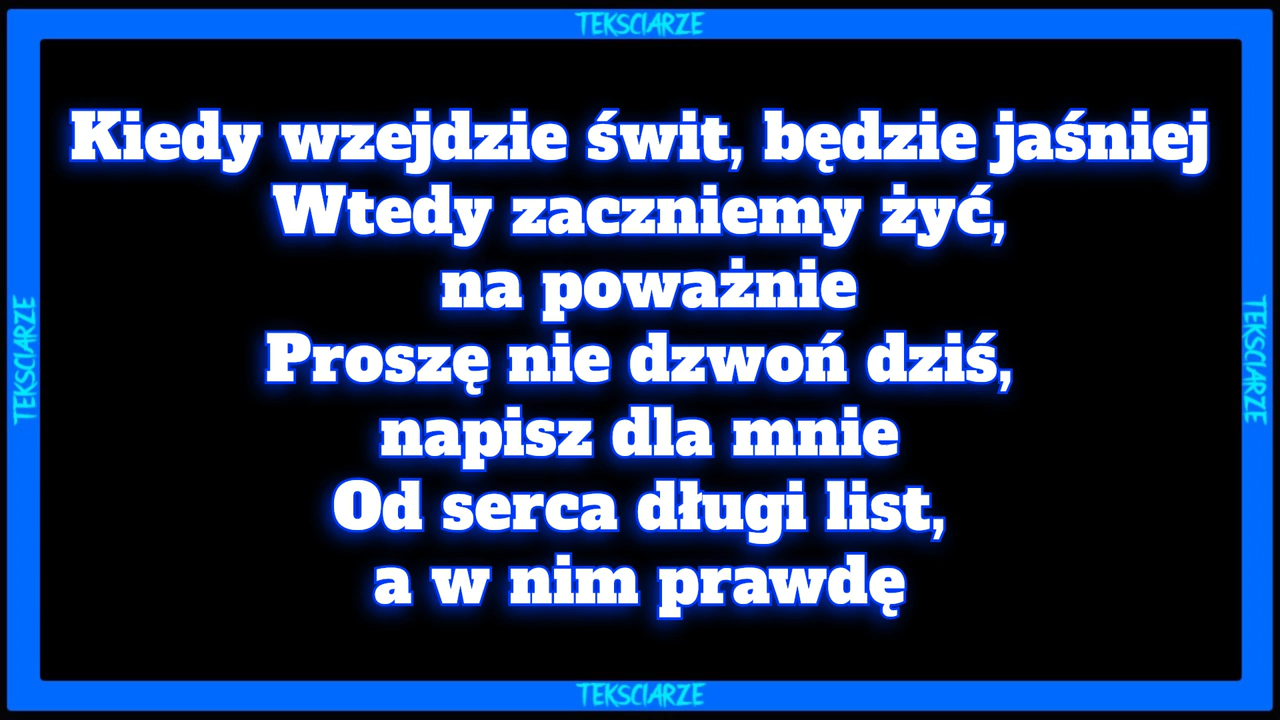 TEKSCIARZE
Kiedy wzejdzie świt, będzie jaśniej
Wtedy zaczniemy żyć,
na poważnie
Proszę nie dzwoń dziś,
napisz dla mnie
Od serca długi list,
a w nim prawdę
TEKSCIARZE
TEKSCIARZE
TEKSCIARZE